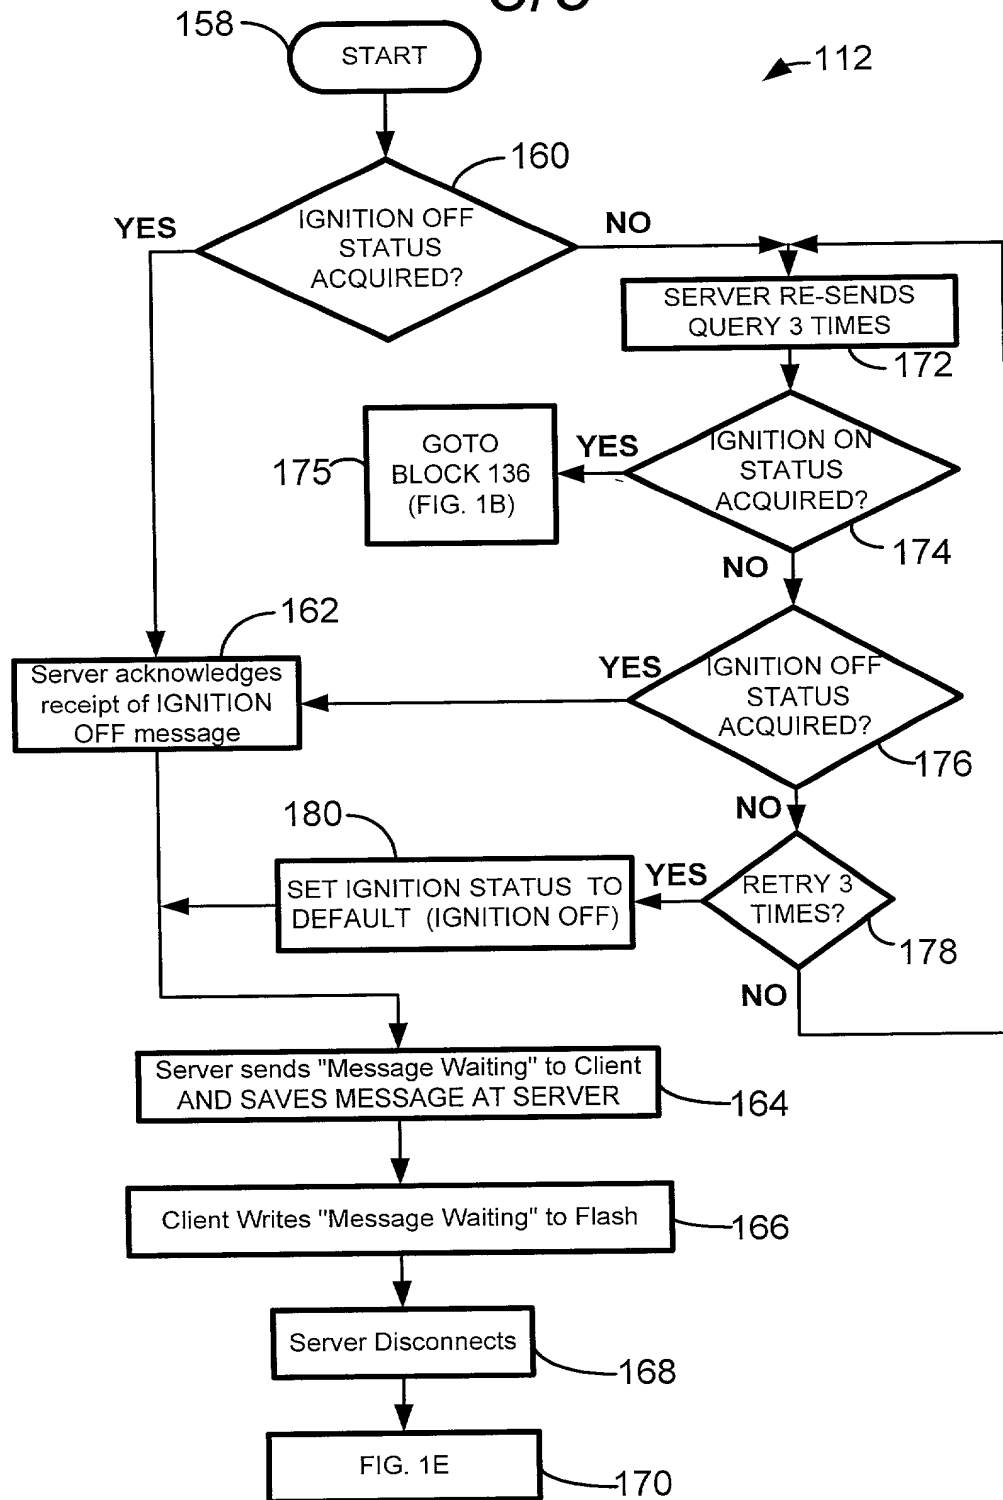 158
START
112
160
IGNITION OFF
STATUS
ACQUIRED?
YES
NO
SERVER RE-SENDS
QUERY 3 TIMES
172
IGNITION ON
STATUS
ACQUIRED?
174
YES
GOTO
BLOCK 136
(FIG. 1B)
175
NO
162
Server acknowledges
receipt of IGNITION
OFF message
YES
IGNITION OFF
STATUS
ACQUIRED?
176
NO
180
SET IGNITION STATUS TO
DEFAULT (IGNITION OFF)
YES
RETRY 3
TIMES?
178
NO
Server sends "Message Waiting" to Client
AND SAVES MESSAGE AT SERVER
164
Client Writes "Message Waiting" to Flash
166
Server Disconnects
168
FIG. 1E
170